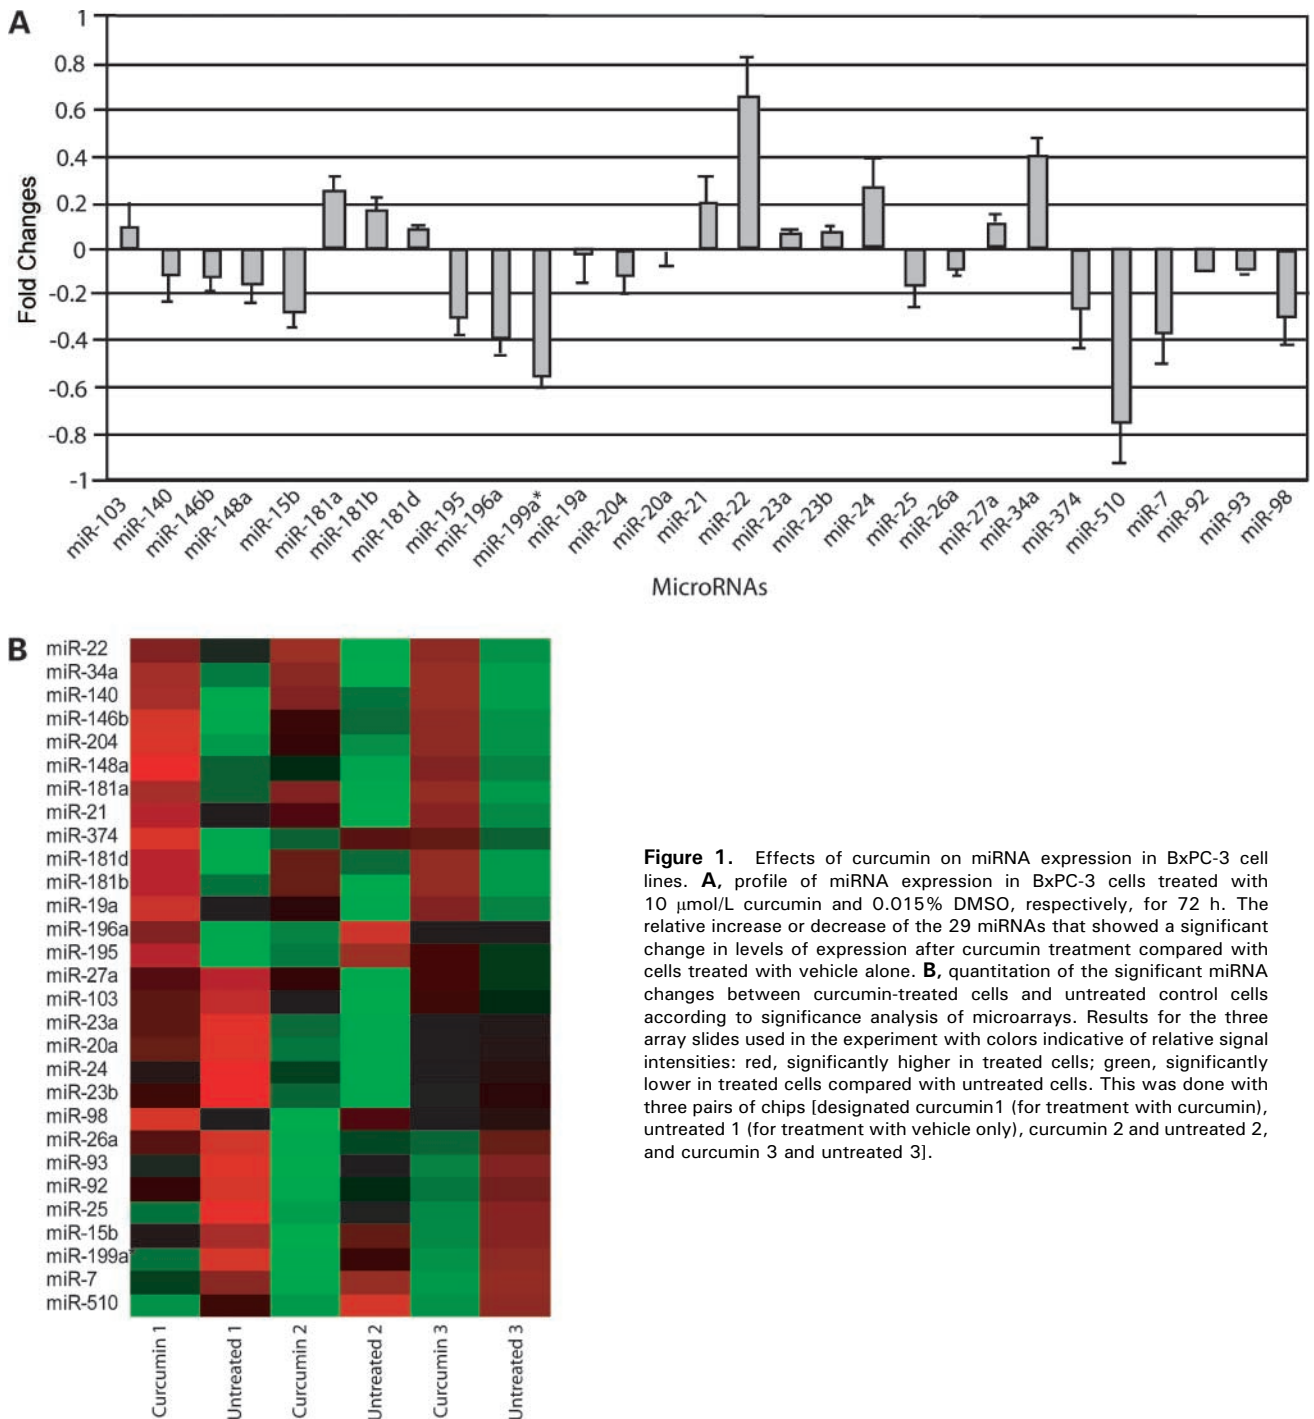 A
1
0.8
0.6
0.4
0.2
0
-0.2
-0.4
-0.6
-0.8
-1
Fold Changes
miR-103
miR-140
miR-146b
miR-148a
miR-15b
miR-181a
miR-181b
miR-181d
miR-195
miR-196a
miR-199a*
miR-19a
miR-204
miR-20a
miR-21
miR-22
miR-23a
miR-23b
miR-24
miR-25
miR-26a
miR-27a
miR-34a
miR-374
miR-510
miR-7
miR-92
miR-93
miR-98
MicroRNAs
B
miR-22
miR-34a
miR-140
miR-146b
miR-204
miR-148a
miR-181a
miR-21
miR-374
miR-181d
miR-181b
miR-19a
miR-196a
miR-195
miR-27a
miR-103
miR-23a
miR-20a
miR-24
miR-23b
miR-98
miR-26a
miR-93
miR-92
miR-25
miR-15b
miR-199a*
miR-7
miR-510
Curcumin 1
Untreated 1
Curcumin 2
Untreated 2
Curcumin 3
Untreated 3
Figure 1. Effects of curcumin on miRNA expression in BxPC-3 cell
lines. A, profile of miRNA expression in BxPC-3 cells treated with
10 μmol/L curcumin and 0.015% DMSO, respectively, for 72 h. The
relative increase or decrease of the 29 miRNAs that showed a significant
change in levels of expression after curcumin treatment compared with
cells treated with vehicle alone. B, quantitation of the significant miRNA
changes between curcumin-treated cells and untreated control cells
according to significance analysis of microarrays. Results for the three
array slides used in the experiment with colors indicative of relative signal
intensities: red, significantly higher in treated cells; green, significantly
lower in treated cells compared with untreated cells. This was done with
three pairs of chips [designated curcumin1 (for treatment with curcumin),
untreated 1 (for treatment with vehicle only), curcumin 2 and untreated 2,
and curcumin 3 and untreated 3].